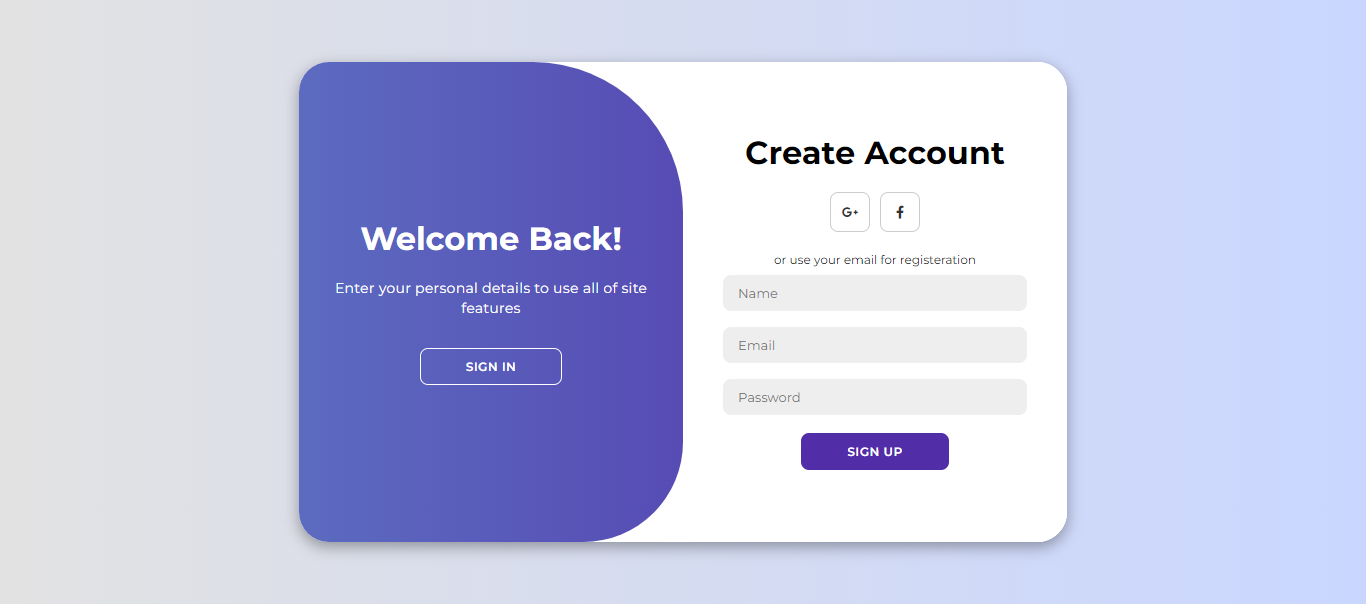 Welcome Back!
Enter your personal details to use all of site
features
SIGN IN
Create Account
G+
f
or use your email for registeration
Name
Email
Password
SIGN UP